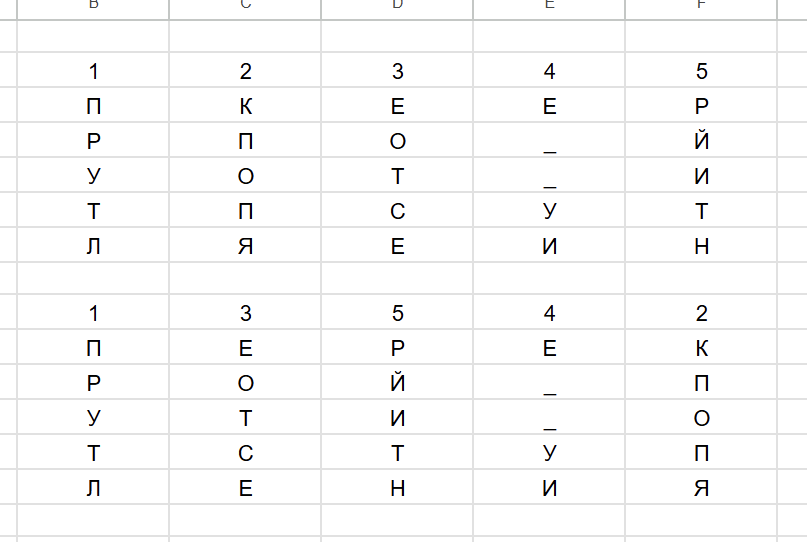 B C D E F
1 2 3 4 5
П К Е Е Р
Р П О _ Й
У О Т _ И
Т П С У Т
Л Я Е И Н
1 3 5 4 2
П Е Р Е К
Р О Й _ П
У Т И _ О
Т С Т У П
Л Е Н И Я